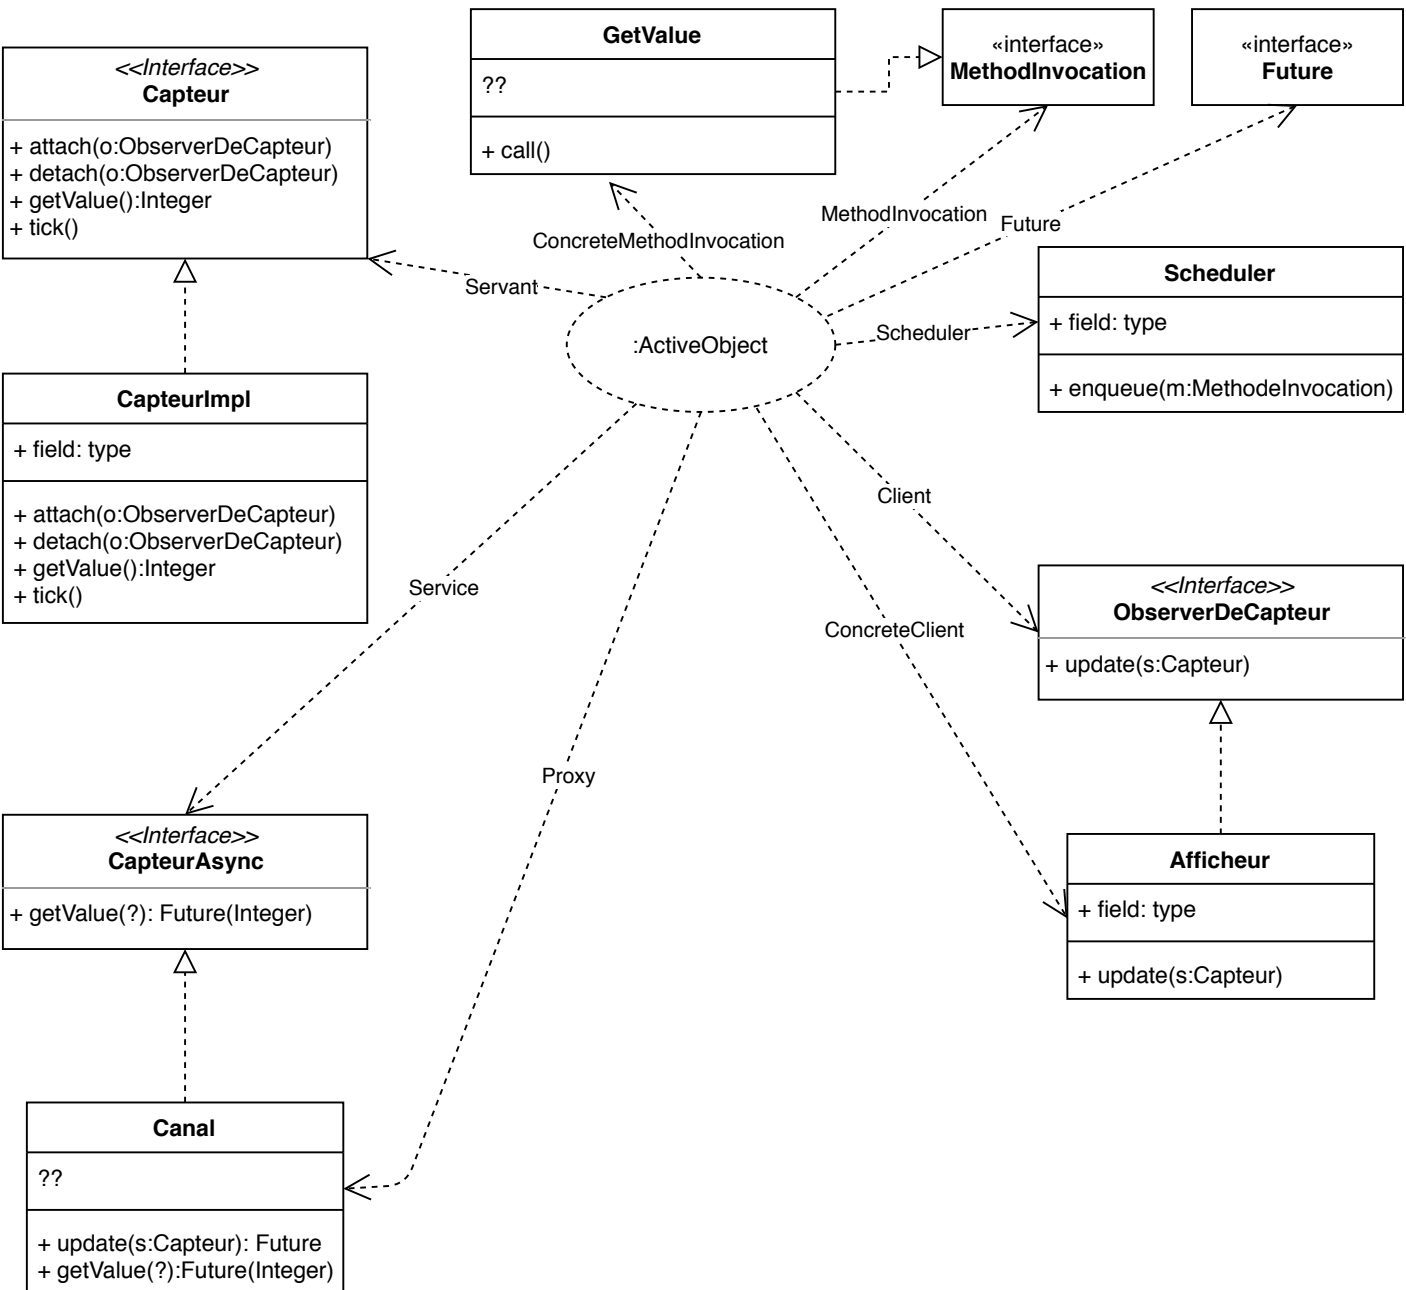 GetValue
??
+ call()
«interface»
MethodInvocation
«interface»
Future
<<Interface>>
Capteur
+ attach(o:ObserverDeCapteur)
+ detach(o:ObserverDeCapteur)
+ getValue():Integer
+ tick()
MethodInvocation
Future
ConcreteMethodInvocation
Servant
Scheduler
+ field: type
+ enqueue(m:MethodeInvocation)
Scheduler
:ActiveObject
CapteurImpl
+ field: type
+ attach(o:ObserverDeCapteur)
+ detach(o:ObserverDeCapteur)
+ getValue():Integer
+ tick()
Client
Service
ConcreteClient
<<Interface>>
ObserverDeCapteur
+ update(s:Capteur)
Proxy
<<Interface>>
CapteurAsync
+ getValue(?): Future(Integer)
Afficheur
+ field: type
+ update(s:Capteur)
Canal
??
+ update(s:Capteur): Future
+ getValue(?):Future(Integer)